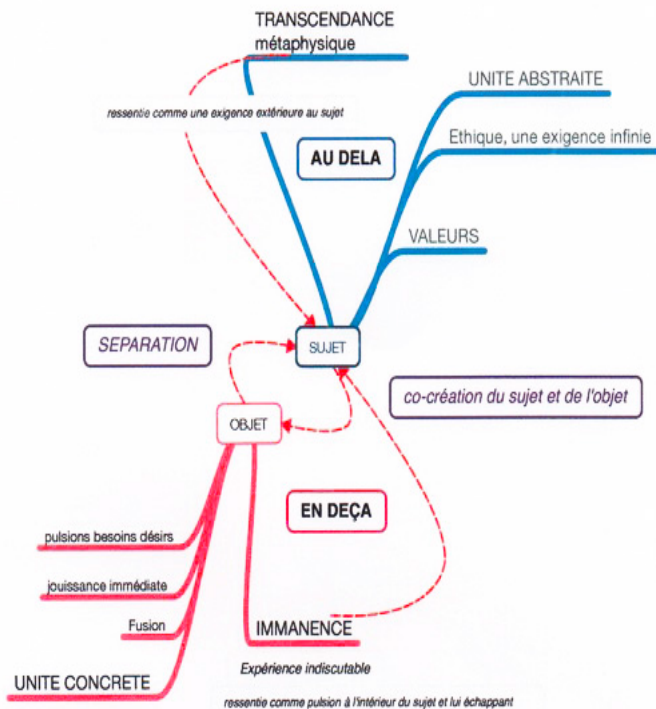 TRANSCENDANCE
métaphysique
UNITE ABSTRAITE
ressentie comme une exigence extérieure au sujet
Ethique, une exigence infinie
AU DELA
VALEURS
SEPARATION
SUJET
co-création du sujet et de l'objet
OBJET
EN DEÇA
pulsions besoins désirs
jouissance immédiate
Fusion
IMMANENCE
Expérience indiscutable
UNITE CONCRETE
ressentie comme pulsion à l'intérieur du sujet et lui échappant